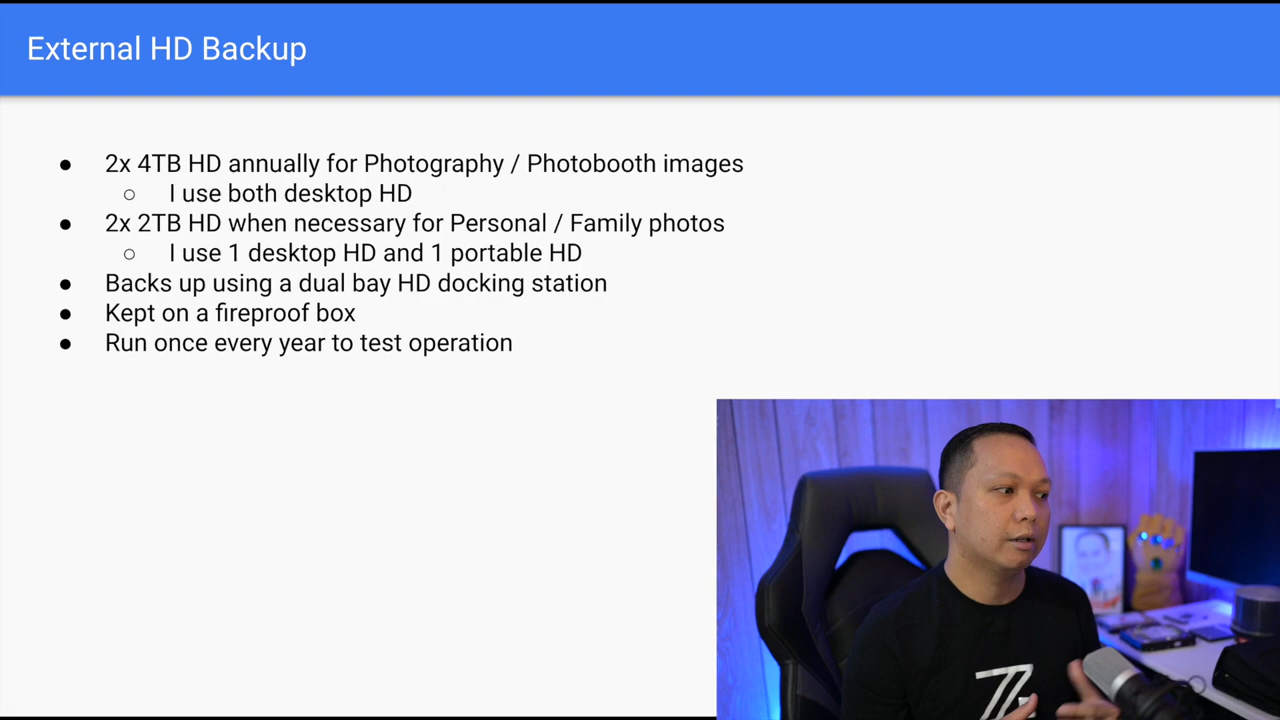 External HD Backup
● 2x 4TB HD annually for Photography / Photobooth images
○ I use both desktop HD
● 2x 2TB HD when necessary for Personal / Family photos
○ I use 1 desktop HD and 1 portable HD
● Backs up using a dual bay HD docking station
● Kept on a fireproof box
● Run once every year to test operation